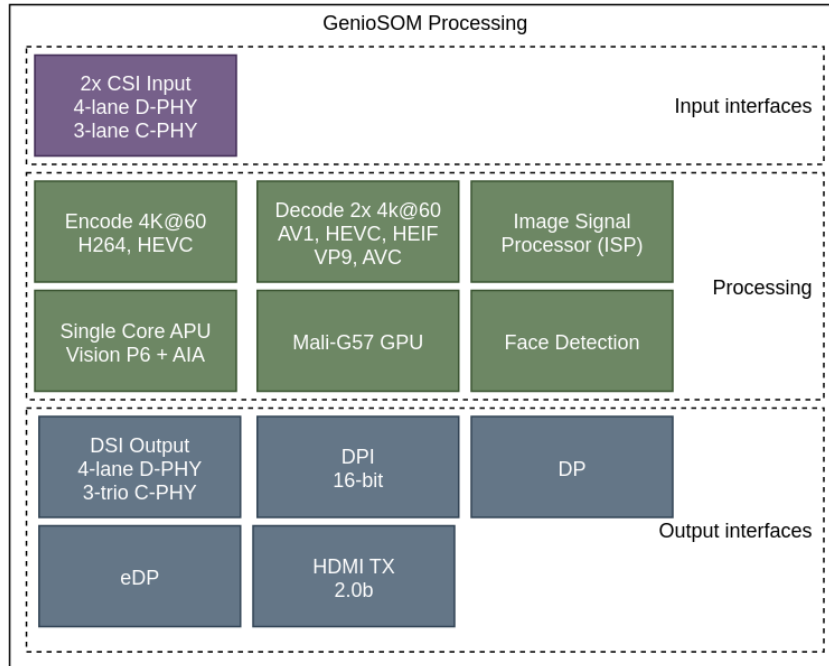 GenioSOM Processing
2x CSI Input
4-lane D-PHY
3-lane C-PHY
Input interfaces
Encode 4K@60
H264, HEVC
Decode 2x 4k@60
AV1, HEVC, HEIF
VP9, AVC
Image Signal
Processor (ISP)
Processing
Single Core APU
Vision P6 + AIA
Mali-G57 GPU
Face Detection
DSI Output
4-lane D-PHY
3-trio C-PHY
DPI
16-bit
DP
Output interfaces
eDP
HDMI TX
2.0b